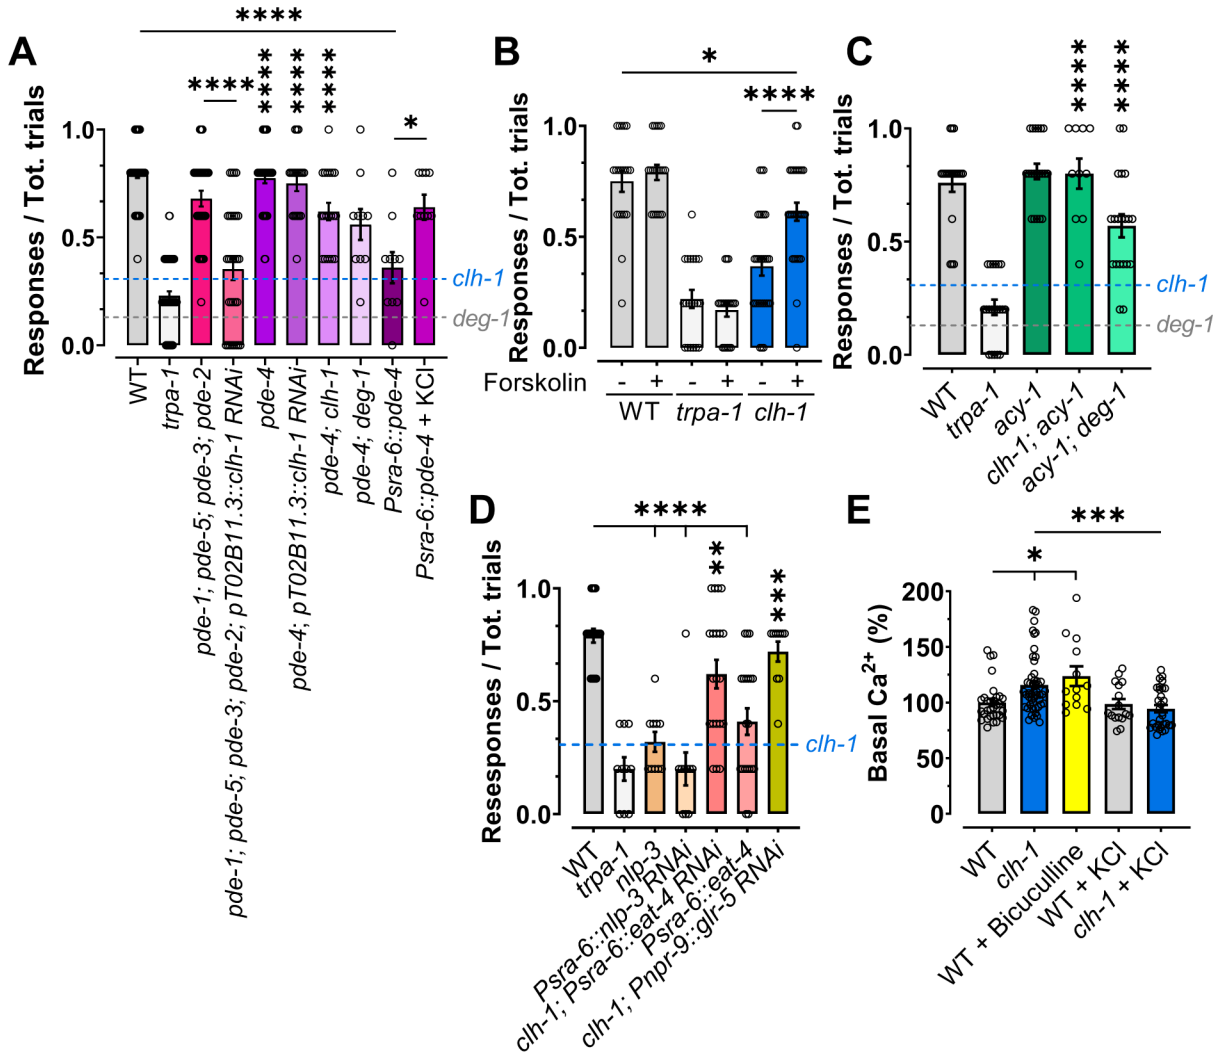 A
Responses / Tot. trials
1.0
0.5
0.0
****
****
****
****
****
*
clh-1
deg-1
WT
trpa-1
pde-1; pde-5; pde-3; pde-2
pde-1; pde-5; pde-3; pde-2; pT02B11.3::clh-1 RNAi
pde-4
pde-4; pT02B11.3::clh-1 RNAi
pde-4; clh-1
pde-4; deg-1
Psra-6::pde-4
Psra-6::pde-4 + KCl
B
Responses / Tot. trials
1.0
0.5
0.0
*
****
Forskolin - + - + - +
WT trpa-1 clh-1
C
Responses / Tot. trials
1.0
0.5
0.0
****
****
clh-1
deg-1
WT
trpa-1
acy-1
clh-1; acy-1
acy-1; deg-1
D
Resesponses / Tot. trials
1.0
0.5
0.0
****
**
***
clh-1
WT
trpa-1
nlp-3
Psra-6::nlp-3 RNAi
clh-1; Psra-6::eat-4 RNAi
Psra-6::eat-4
clh-1; Pnpr-9::glr-5 RNAi
E
Basal Ca²⁺ (%)
200
150
100
50
0
*
***
WT
clh-1
WT + Bicuculline
WT + KCl
clh-1 + KCl